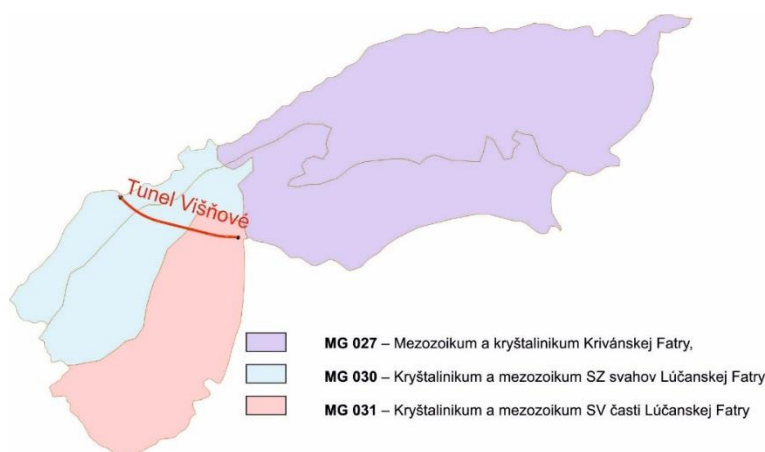 Tunel Višňové
MG 027 – Mezozoikum a kryštalinikum Krivánskej Fatry,
MG 030 – Kryštalinikum a mezozoikum SZ svahov Lúčanskej Fatry
MG 031 – Kryštalinikum a mezozoikum SV časti Lúčanskej Fatry